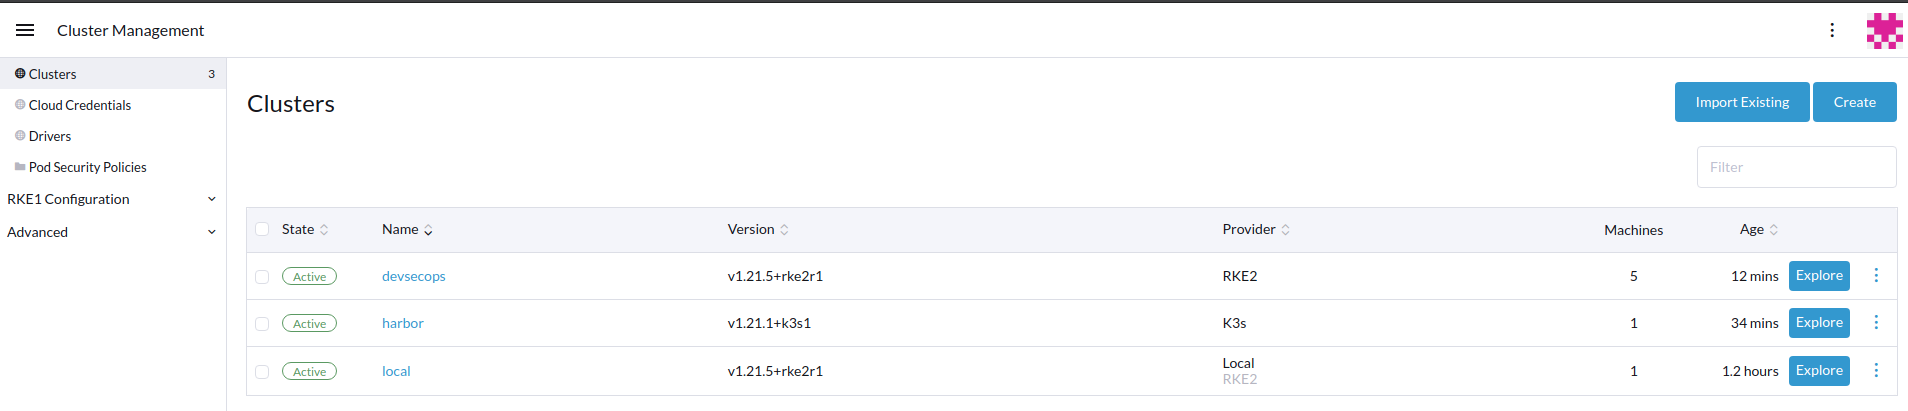 Cluster Management
Clusters 3
Cloud Credentials
Drivers
Pod Security Policies
RKE1 Configuration
Advanced
Clusters
Import Existing Create
Filter
State Name Version Provider Machines Age
Active devsecops v1.21.5+rke2r1 RKE2 5 12 mins Explore
Active harbor v1.21.1+k3s1 K3s 1 34 mins Explore
Active local v1.21.5+rke2r1 Local 1 1.2 hours Explore
RKE2